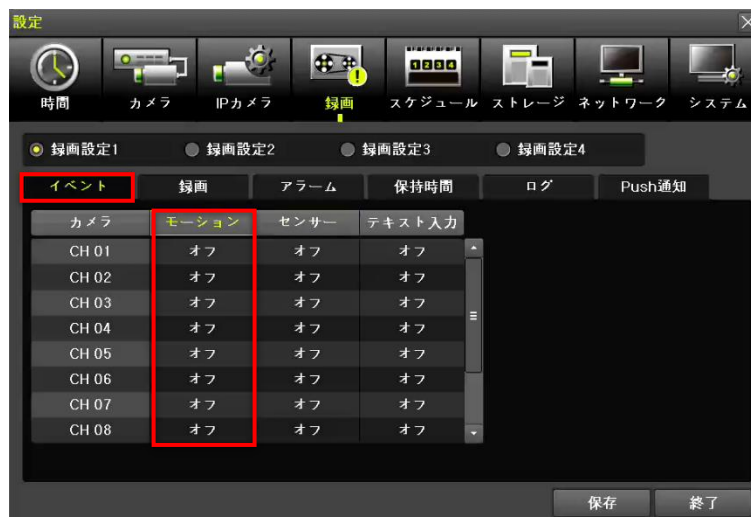 設定
時間 カメラ IPカメラ 録画 スケジュール ストレージ ネットワーク システム
録画設定1 録画設定2 録画設定3 録画設定4
イベント 録画 アラーム 保持時間 ログ Push通知
カメラ モーション センサー テキスト入力
CH 01 オフ オフ オフ
CH 02 オフ オフ オフ
CH 03 オフ オフ オフ
CH 04 オフ オフ オフ
CH 05 オフ オフ オフ
CH 06 オフ オフ オフ
CH 07 オフ オフ オフ
CH 08 オフ オフ オフ
保存 終了